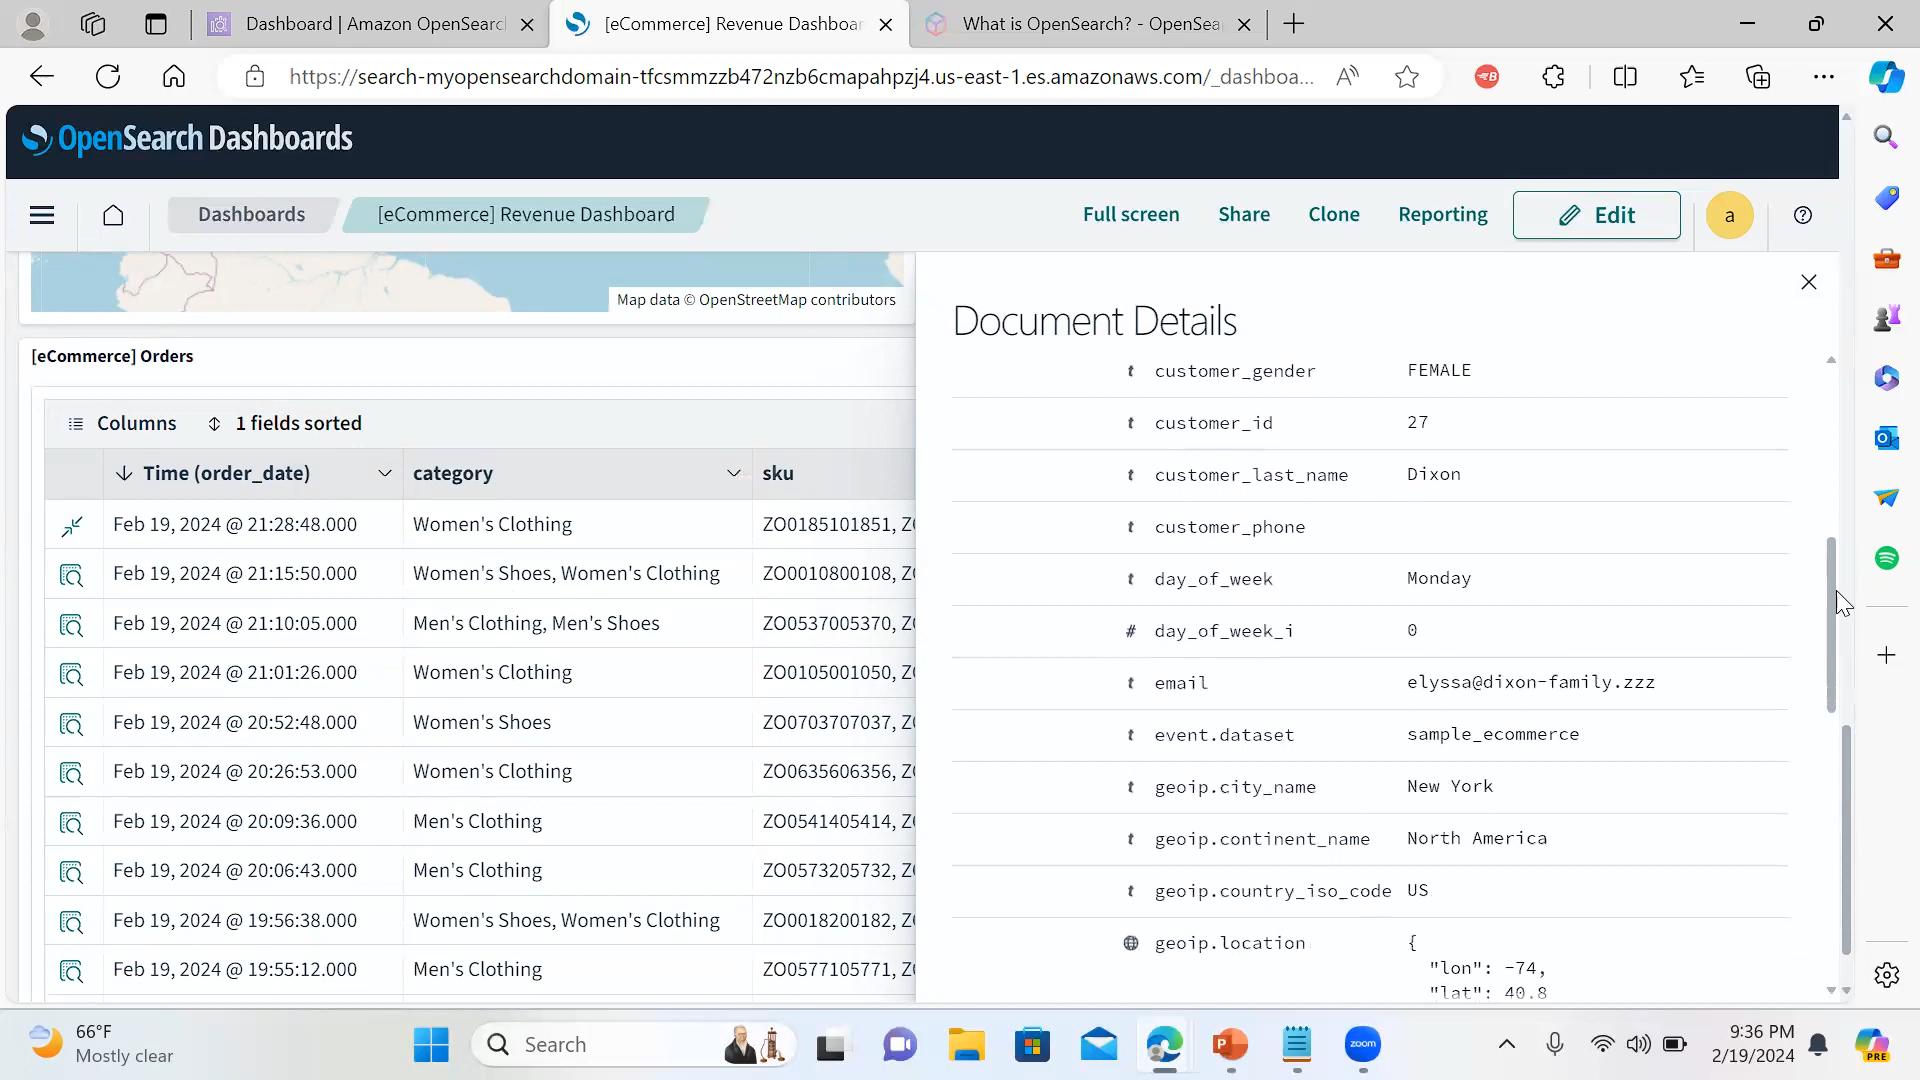 Dashboard | Amazon OpenSearc
[eCommerce] Revenue Dashboar
What is OpenSearch? - OpenSea
https://search-myopensearchdomain-tfcsmmzzb472nzb6cmapahpzj4.us-east-1.es.amazonaws.com/_dashboa...
OpenSearch Dashboards
Dashboards
[eCommerce] Revenue Dashboard
Full screen
Share
Clone
Reporting
Edit
a
Map data © OpenStreetMap contributors
[eCommerce] Orders
Columns
1 fields sorted
Time (order_date) category sku
Feb 19, 2024 @ 21:28:48.000 Women's Clothing ZO0185101851, Z
Feb 19, 2024 @ 21:15:50.000 Women's Shoes, Women's Clothing ZO0010800108, Z
Feb 19, 2024 @ 21:10:05.000 Men's Clothing, Men's Shoes ZO0537005370, Z
Feb 19, 2024 @ 21:01:26.000 Women's Clothing ZO0105001050, Z
Feb 19, 2024 @ 20:52:48.000 Women's Shoes ZO0703707037, Z
Feb 19, 2024 @ 20:26:53.000 Women's Clothing ZO0635606356, Z
Feb 19, 2024 @ 20:09:36.000 Men's Clothing ZO0541405414, Z
Feb 19, 2024 @ 20:06:43.000 Men's Clothing ZO0573205732, Z
Feb 19, 2024 @ 19:56:38.000 Women's Shoes, Women's Clothing ZO0018200182, Z
Feb 19, 2024 @ 19:55:12.000 Men's Clothing ZO0577105771, Z
Document Details
t customer_gender FEMALE
t customer_id 27
t customer_last_name Dixon
t customer_phone
t day_of_week Monday
# day_of_week_i 0
t email elyssa@dixon-family.zzz
t event.dataset sample_ecommerce
t geoip.city_name New York
t geoip.continent_name North America
t geoip.country_iso_code US
geoip.location {
"lon": -74,
"lat": 40.8
66°F
Mostly clear
Search
zoom
9:36 PM
2/19/2024
PRE